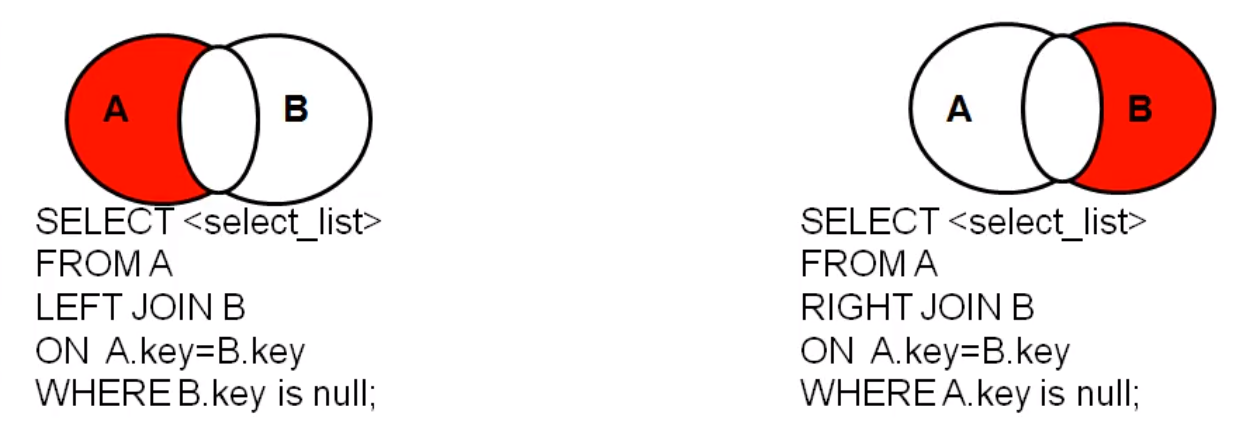 A B
SELECT <select_list>
FROM A
LEFT JOIN B
ON A.key=B.key
WHERE B.key is null;
A B
SELECT <select_list>
FROM A
RIGHT JOIN B
ON A.key=B.key
WHERE A.key is null;